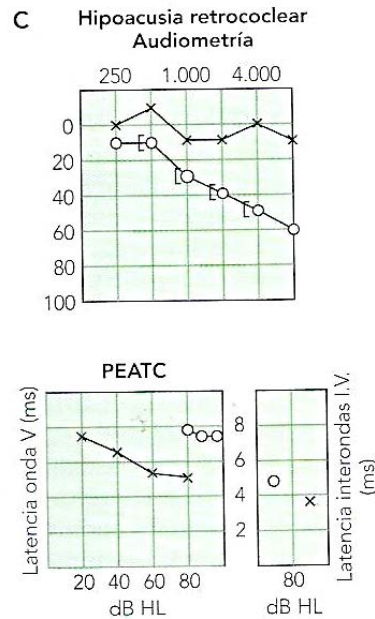 C
Hipoacusia retrococlear
Audiometría
250 1.000 4.000
0
20
40
60
80
100
PEATC
Latencia onda V (ms)
8
6
4
2
Latencia interondas I.V.
(ms)
20 40 60 80
80
dB HL
dB HL